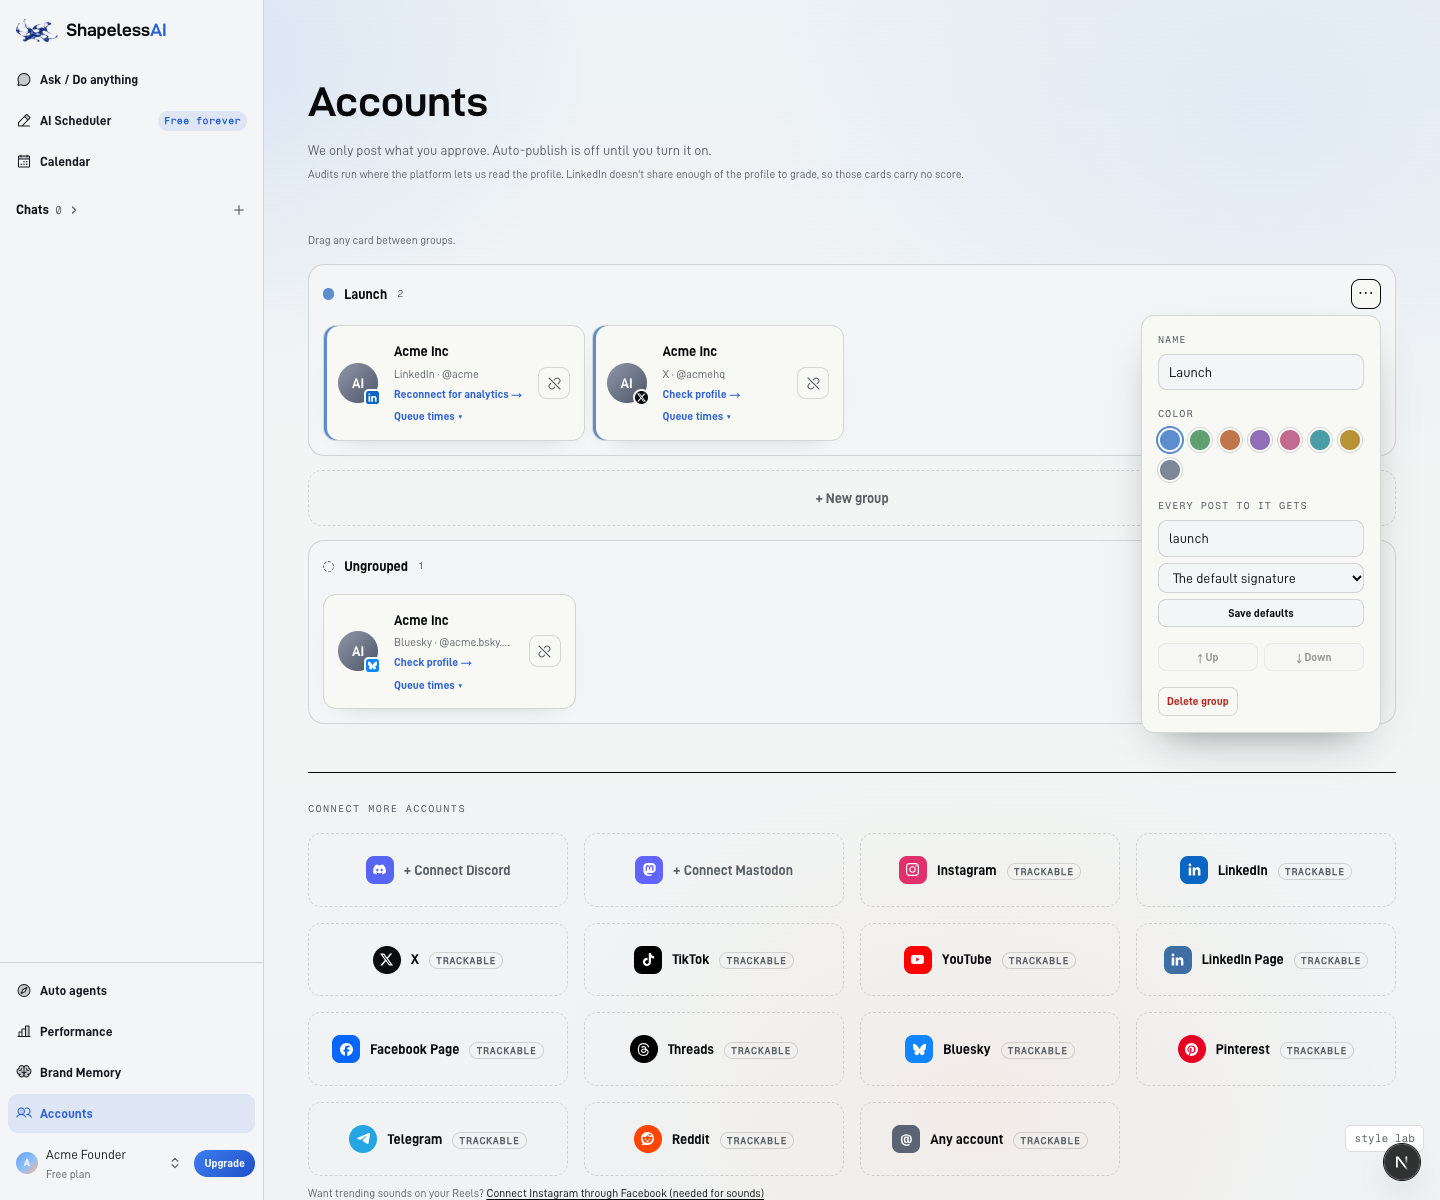 ShapelessAI
Ask / Do anything
AI Scheduler
Free forever
Calendar
Chats 0
Accounts
We only post what you approve. Auto-publish is off until you turn it on.
Audits run where the platform lets us read the profile. LinkedIn doesn't share enough of the profile to grade, so those cards carry no score.
Drag any card between groups.
Launch 2
...
AI
Acme Inc
LinkedIn · @acme
Reconnect for analytics →
Queue times ▾
AI
Acme Inc
X · @acmehq
Check profile →
Queue times ▾
+ New group
Ungrouped 1
AI
Acme Inc
Bluesky · @acme.bsky....
Check profile →
Queue times ▾
NAME
Launch
COLOR
EVERY POST TO IT GETS
launch
The default signature
Save defaults
↑ Up
↓ Down
Delete group
CONNECT MORE ACCOUNTS
+ Connect Discord
+ Connect Mastodon
Instagram TRACKABLE
LinkedIn TRACKABLE
X TRACKABLE
TikTok TRACKABLE
YouTube TRACKABLE
LinkedIn Page TRACKABLE
Facebook Page TRACKABLE
Threads TRACKABLE
Bluesky TRACKABLE
Pinterest TRACKABLE
Telegram TRACKABLE
Reddit TRACKABLE
@ Any account TRACKABLE
Want trending sounds on your Reels? Connect Instagram through Facebook (needed for sounds)
Auto agents
Performance
Brand Memory
Accounts
A
Acme Founder
Free plan
Upgrade
style lab
N